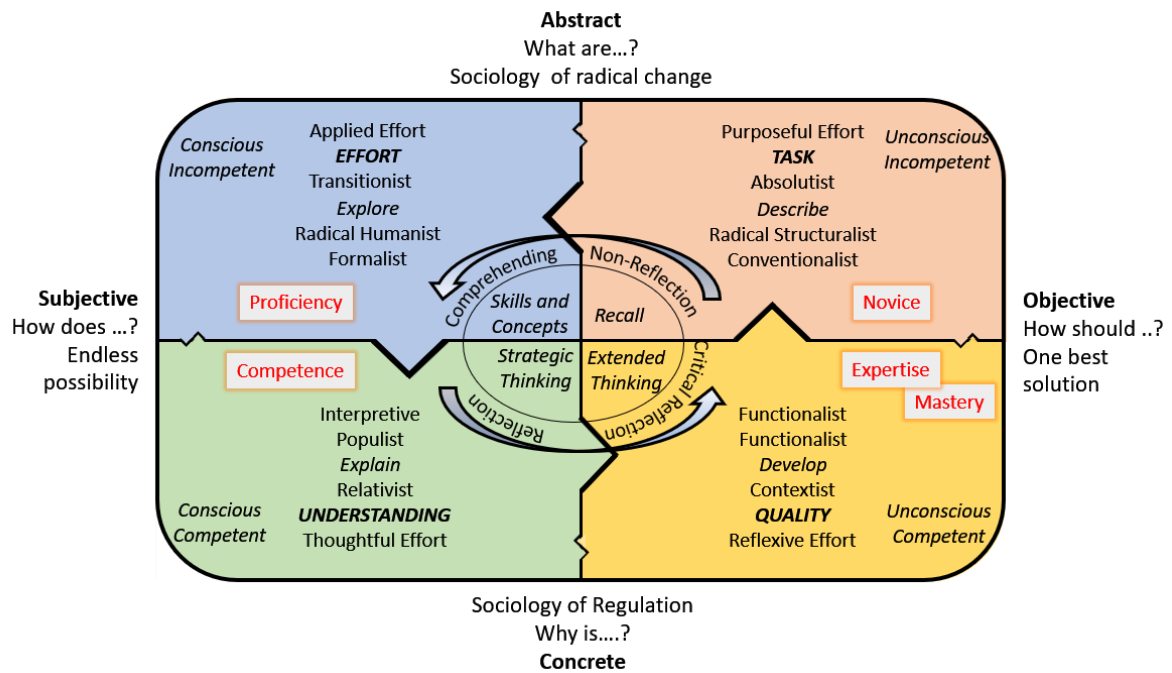 Abstract
What are...?
Sociology of radical change
Conscious
Incompetent
Applied Effort
EFFORT
Transitionist
Explore
Radical Humanist
Formalist
Proficiency
Purposeful Effort
TASK
Absolutist
Describe
Radical Structuralist
Conventionalist
Unconscious
Incompetent
Novice
Comprehending
Non-Reflection
Skills and
Concepts
Recall
Subjective
How does ...?
Endless
possibility
Objective
How should ..?
One best
solution
Strategic
Thinking
Extended
Thinking
Reflection
Critical Reflection
Competence
Interpretive
Populist
Explain
Relativist
UNDERSTANDING
Thoughtful Effort
Conscious
Competent
Expertise
Mastery
Functionalist
Functionalist
Develop
Contextist
QUALITY
Reflexive Effort
Unconscious
Competent
Sociology of Regulation
Why is....?
Concrete